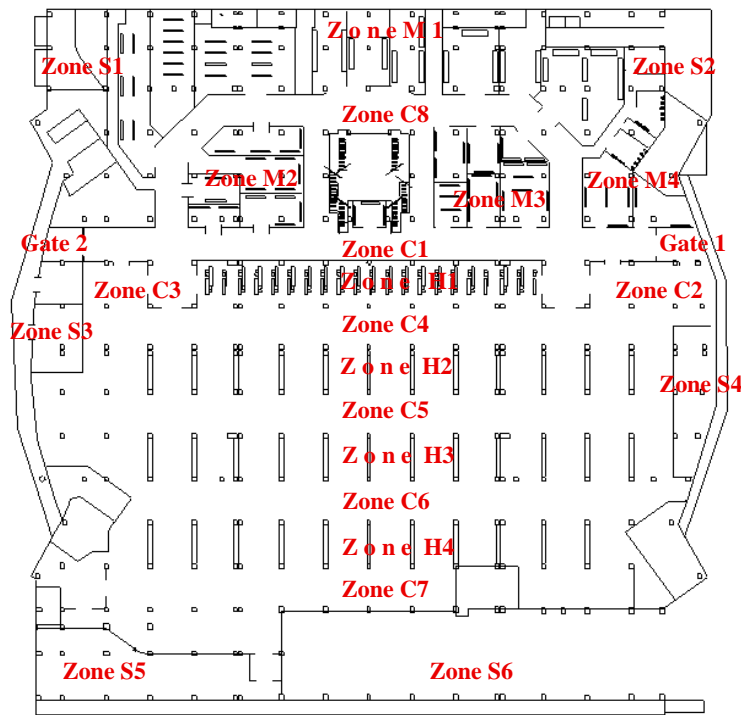 Zone M1
Zone S1
Zone S2
Zone C8
Zone M2
Zone M3
Zone M4
Gate 2
Zone C1
Gate 1
Zone C3
Zone H1
Zone C2
Zone S3
Zone C4
Zone H2
Zone S4
Zone C5
Zone H3
Zone C6
Zone H4
Zone C7
Zone S5
Zone S6